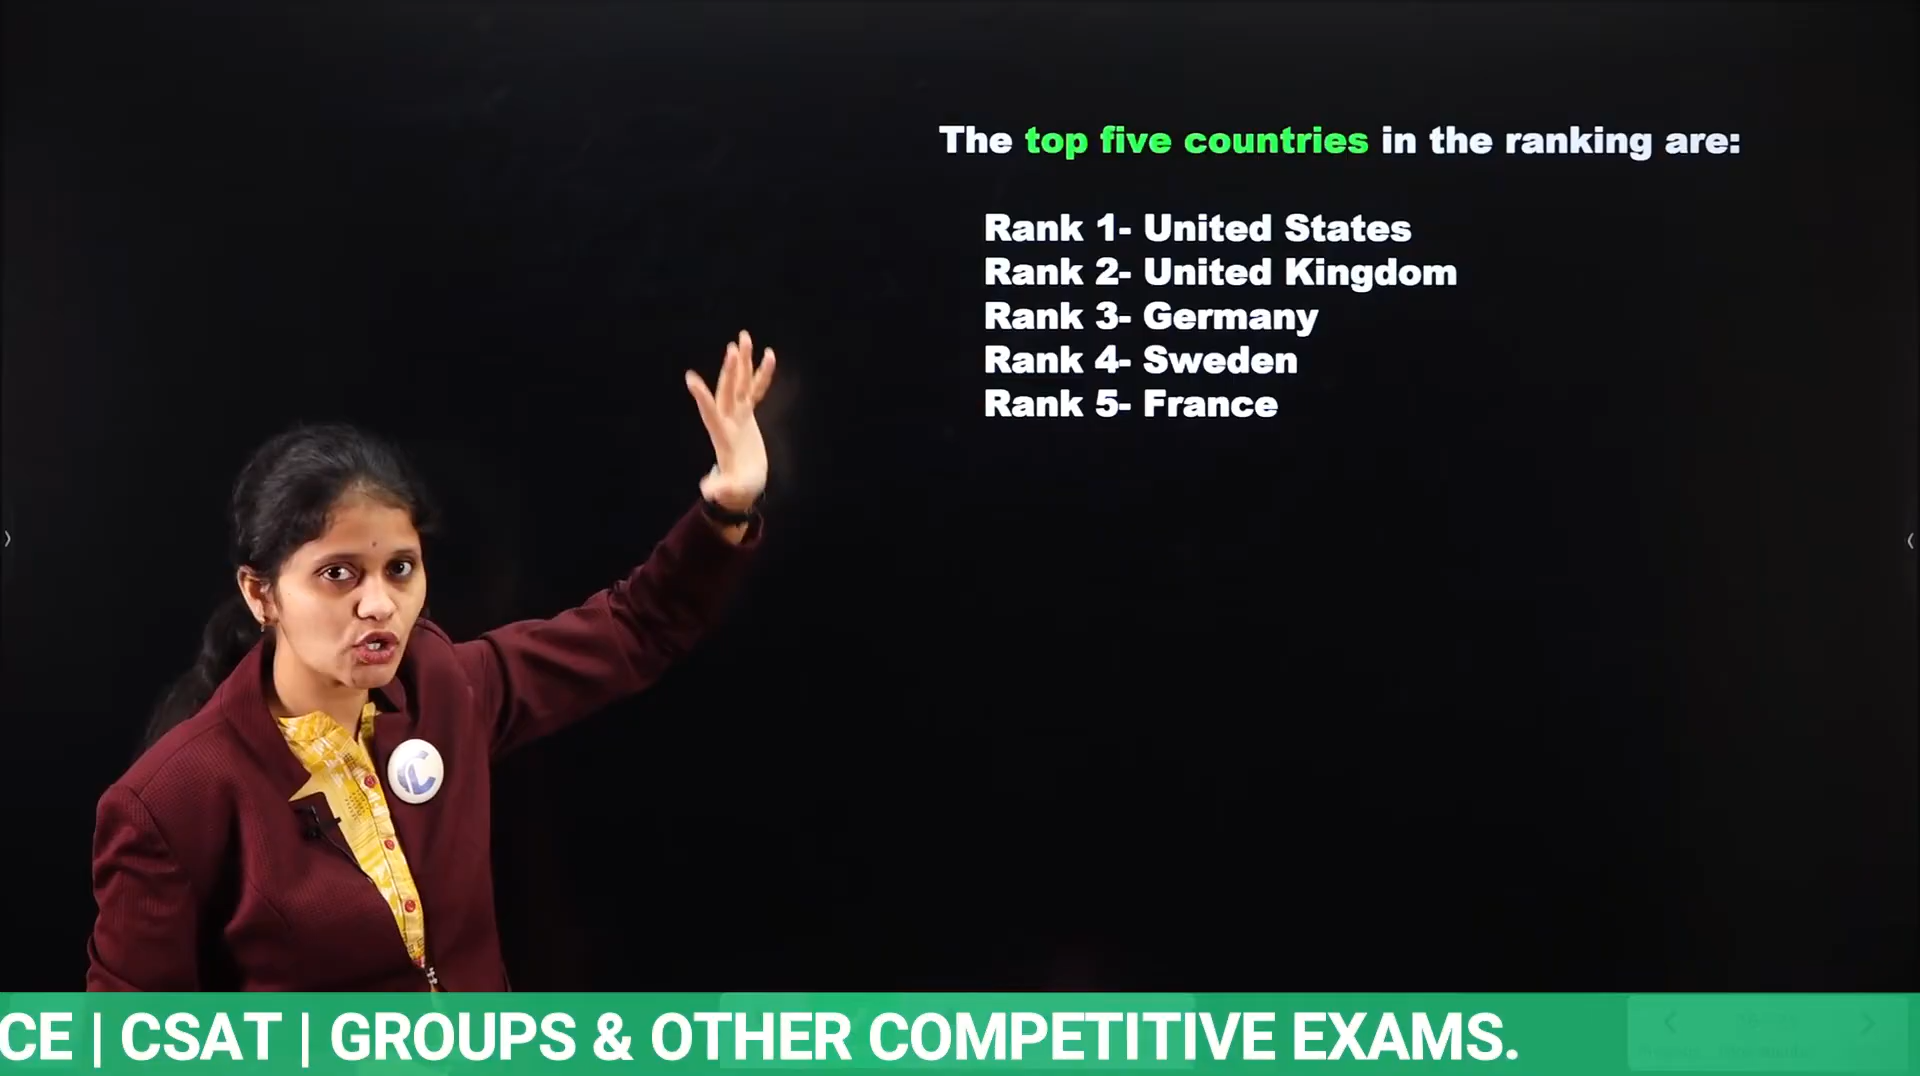 The top five countries in the ranking are:
Rank 1- United States
Rank 2- United Kingdom
Rank 3- Germany
Rank 4- Sweden
Rank 5- France
CE | CSAT | GROUPS & OTHER COMPETITIVE EXAMS.